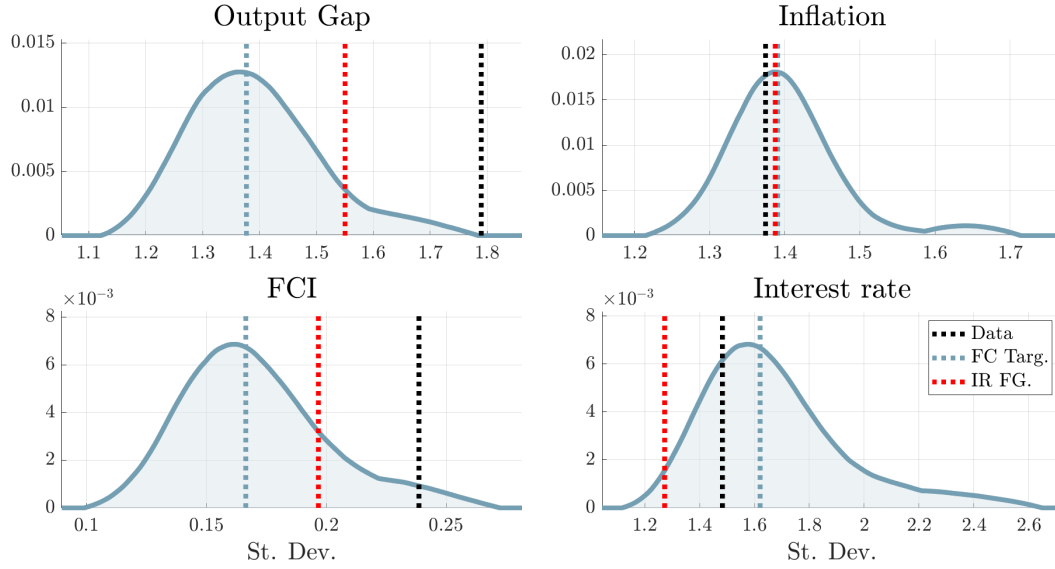 Output Gap
0.015
0.01
0.005
0
1.1 1.2 1.3 1.4 1.5 1.6 1.7 1.8
Inflation
0.02
0.015
0.01
0.005
0
1.2 1.3 1.4 1.5 1.6 1.7
FCI
×10⁻³
8
6
4
2
0
0.1 0.15 0.2 0.25
St. Dev.
Interest rate
×10⁻³
8
6
4
2
0
1.2 1.4 1.6 1.8 2 2.2 2.4 2.6
St. Dev.
Data
FC Targ.
IR FG.